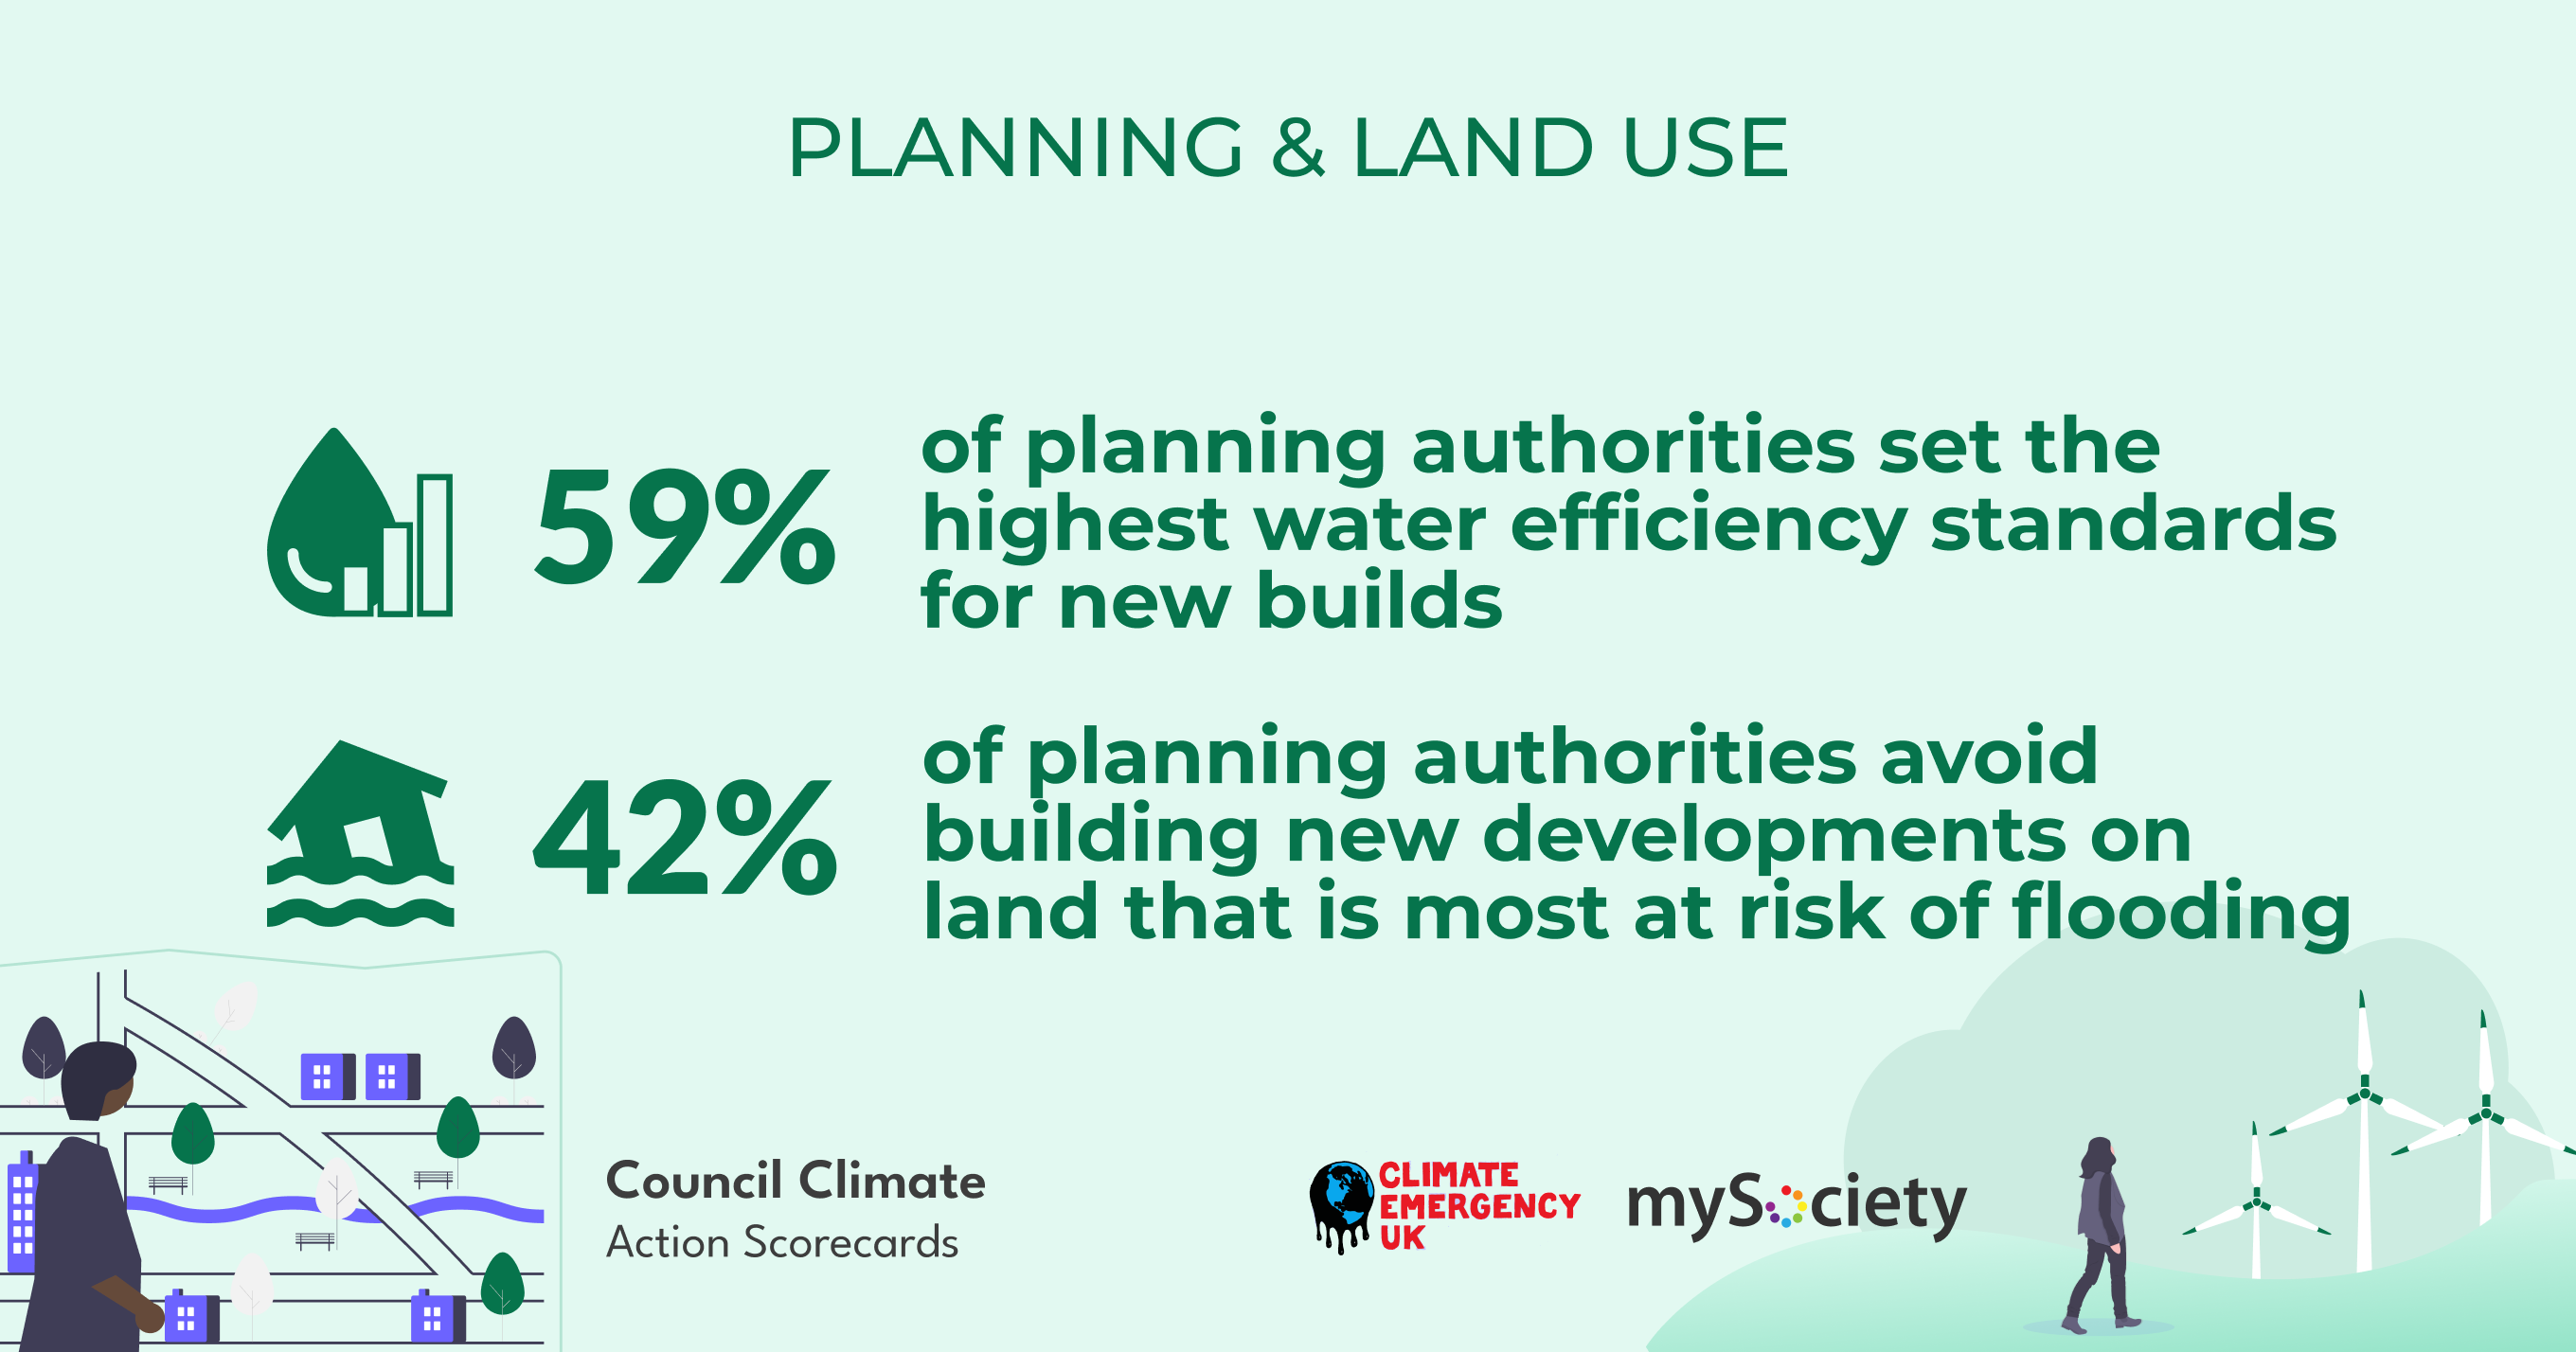 PLANNING & LAND USE
59%
of planning authorities set the
highest water efficiency standards
for new builds
42%
of planning authorities avoid
building new developments on
land that is most at risk of flooding
Council Climate
Action Scorecards
CLIMATE
EMERGENCY
UK
mySociety